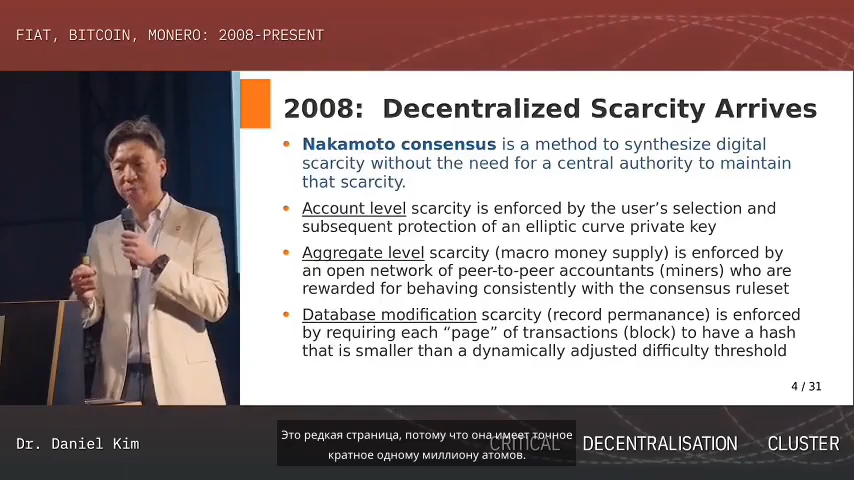 FIAT, BITCOIN, MONERO: 2008-PRESENT
2008: Decentralized Scarcity Arrives
Nakamoto consensus is a method to synthesize digital
scarcity without the need for a central authority to maintain
that scarcity.
Account level scarcity is enforced by the user’s selection and
subsequent protection of an elliptic curve private key
Aggregate level scarcity (macro money supply) is enforced by
an open network of peer-to-peer accountants (miners) who are
rewarded for behaving consistently with the consensus ruleset
Database modification scarcity (record permanance) is enforced
by requiring each “page” of transactions (block) to have a hash
that is smaller than a dynamically adjusted difficulty threshold
4 / 31
Dr. Daniel Kim
CRITICAL DECENTRALISATION CLUSTER
Это редкая страница, потому что она имеет точное
кратное одному миллиону атомов.